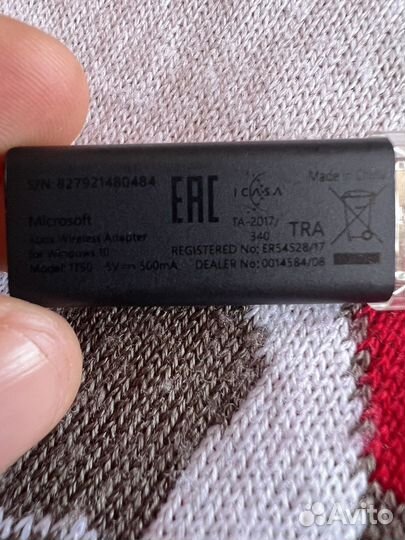 S/N: 827921480484
Microsoft
Xbox Wireless Adapter
for Windows 10
Model: 1790 5V 500mA
EAC
ICASA
TA-2017/
340
TRA
REGISTERED No: ER54528/17
DEALER No: 0014584/08
Made in China
Avito